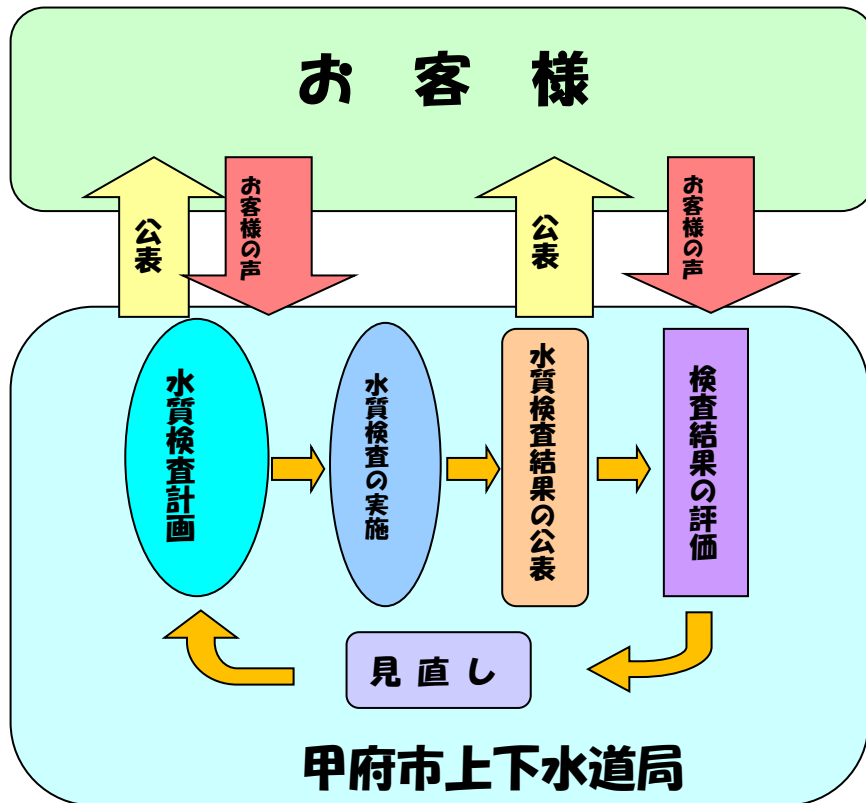 お 客 様
公表
お客様の声
公表
お客様の声
水質検査計画
水質検査の実施
水質検査結果の公表
検査結果の評価
見 直 し
甲府市上下水道局